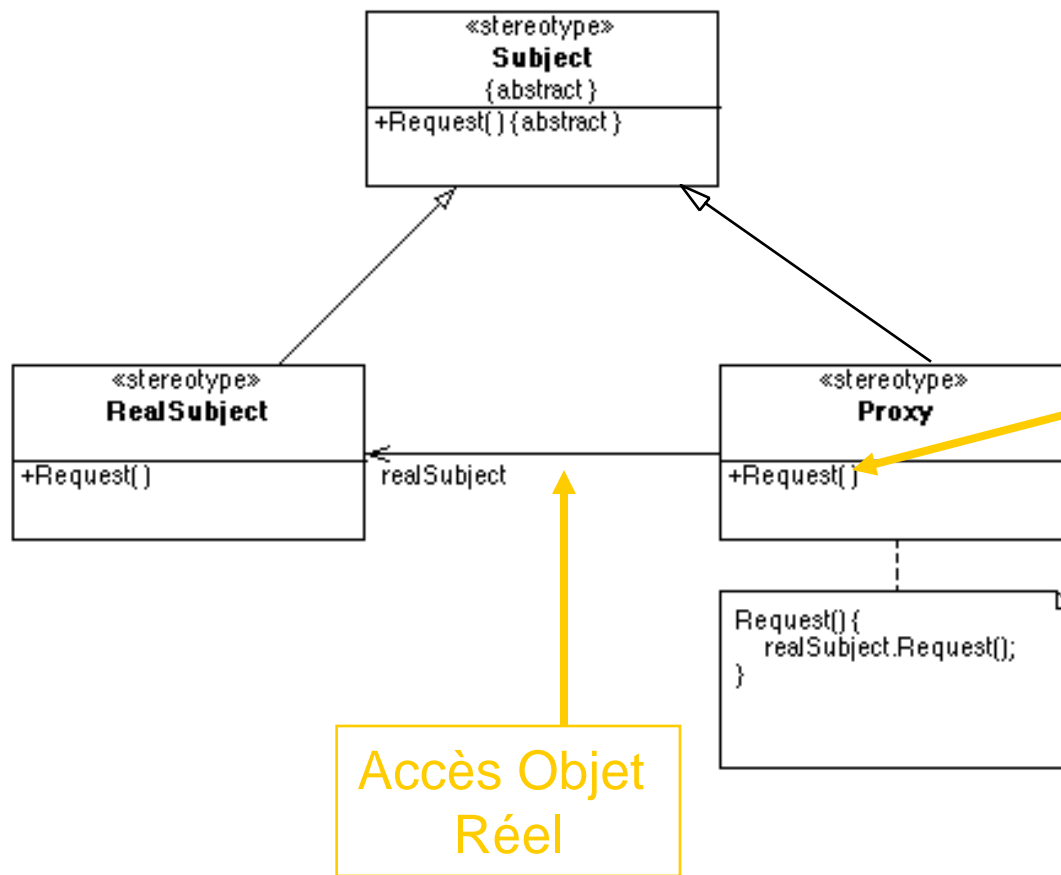 «stereotype»
Subject
{abstract}
+Request( ) {abstract}
«stereotype»
RealSubject
+Request( )
realSubject
«stereotype»
Proxy
+Request( )
Request() {
realSubject.Request();
}
Accès Objet
Réel